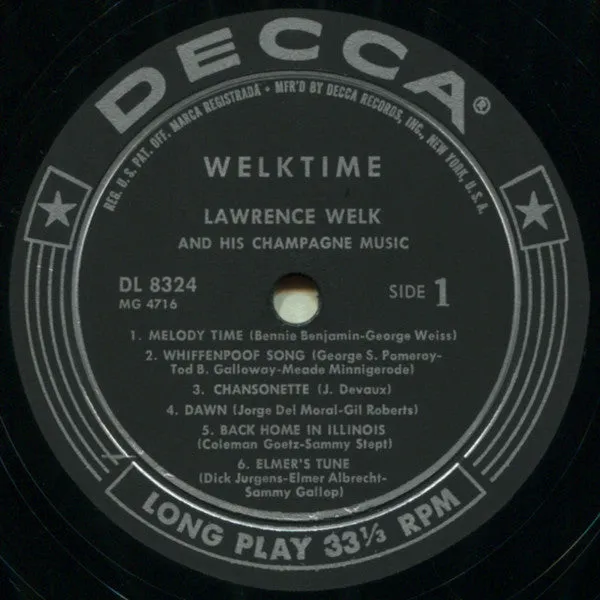 DECCA®
REG. U.S. PAT. OFF. MARCA REGISTRADA • MFR'D BY DECCA RECORDS, INC., NEW YORK, U.S.A.
WELKTIME
LAWRENCE WELK
AND HIS CHAMPAGNE MUSIC
DL 8324
MG 4716
SIDE 1
1. MELODY TIME (Bennie Benjamin-George Weiss)
2. WHIFFENPOOF SONG (George S. Pomeroy-
Tod B. Galloway-Meade Minnigerode)
3. CHANSONETTE (J. Devaux)
4. DAWN (Jorge Del Moral-Gil Roberts)
5. BACK HOME IN ILLINOIS
(Coleman Goetz-Sammy Stept)
6. ELMER'S TUNE
(Dick Jurgens-Elmer Albrecht-
Sammy Gallop)
LONG PLAY 33⅓ RPM